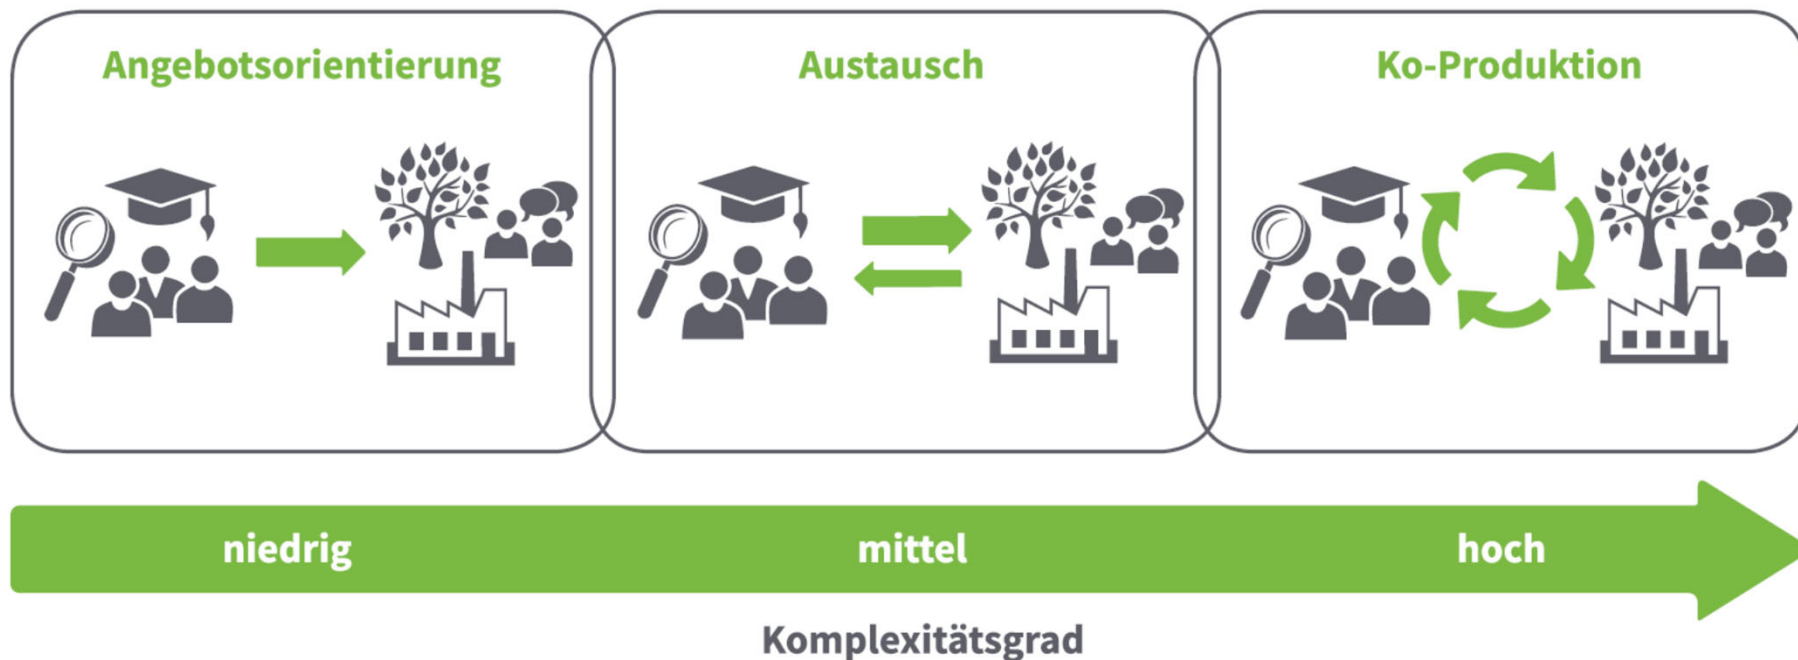 Angebotsorientierung
Austausch
Ko-Produktion
niedrig
mittel
hoch
Komplexitätsgrad